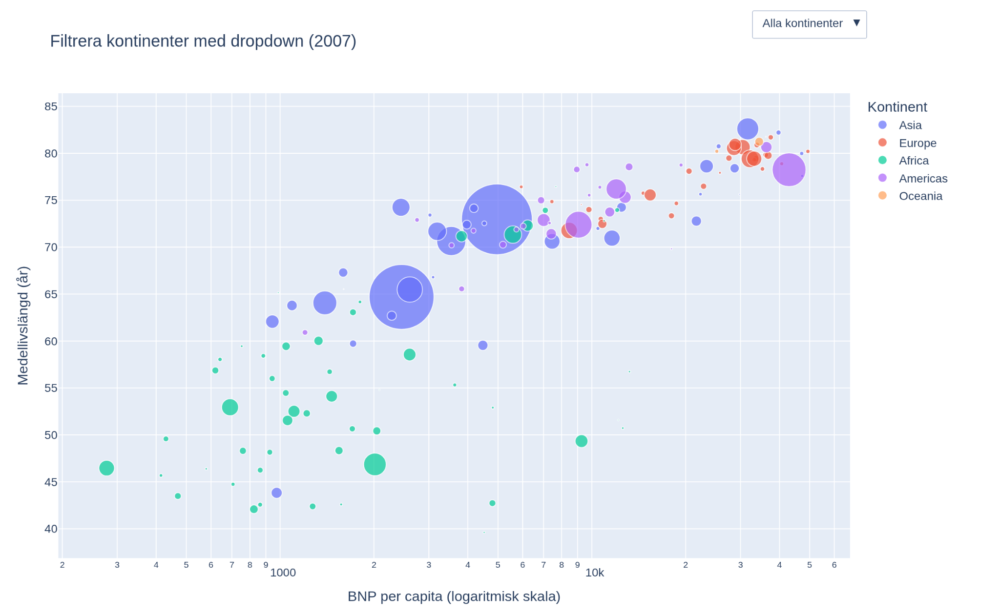 Alla kontinenter ▼
Filtrera kontinenter med dropdown (2007)
Kontinent
Asia
Europe
Africa
Americas
Oceania
Medellivslängd (år)
85
80
75
70
65
60
55
50
45
40
2 3 4 5 6 7 8 9 1000 2 3 4 5 6 7 8 9 10k 2 3 4 5 6
BNP per capita (logaritmisk skala)